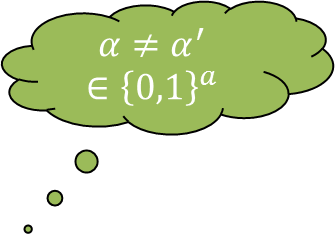 α ≠ α′
∈ {0,1}ᵃ